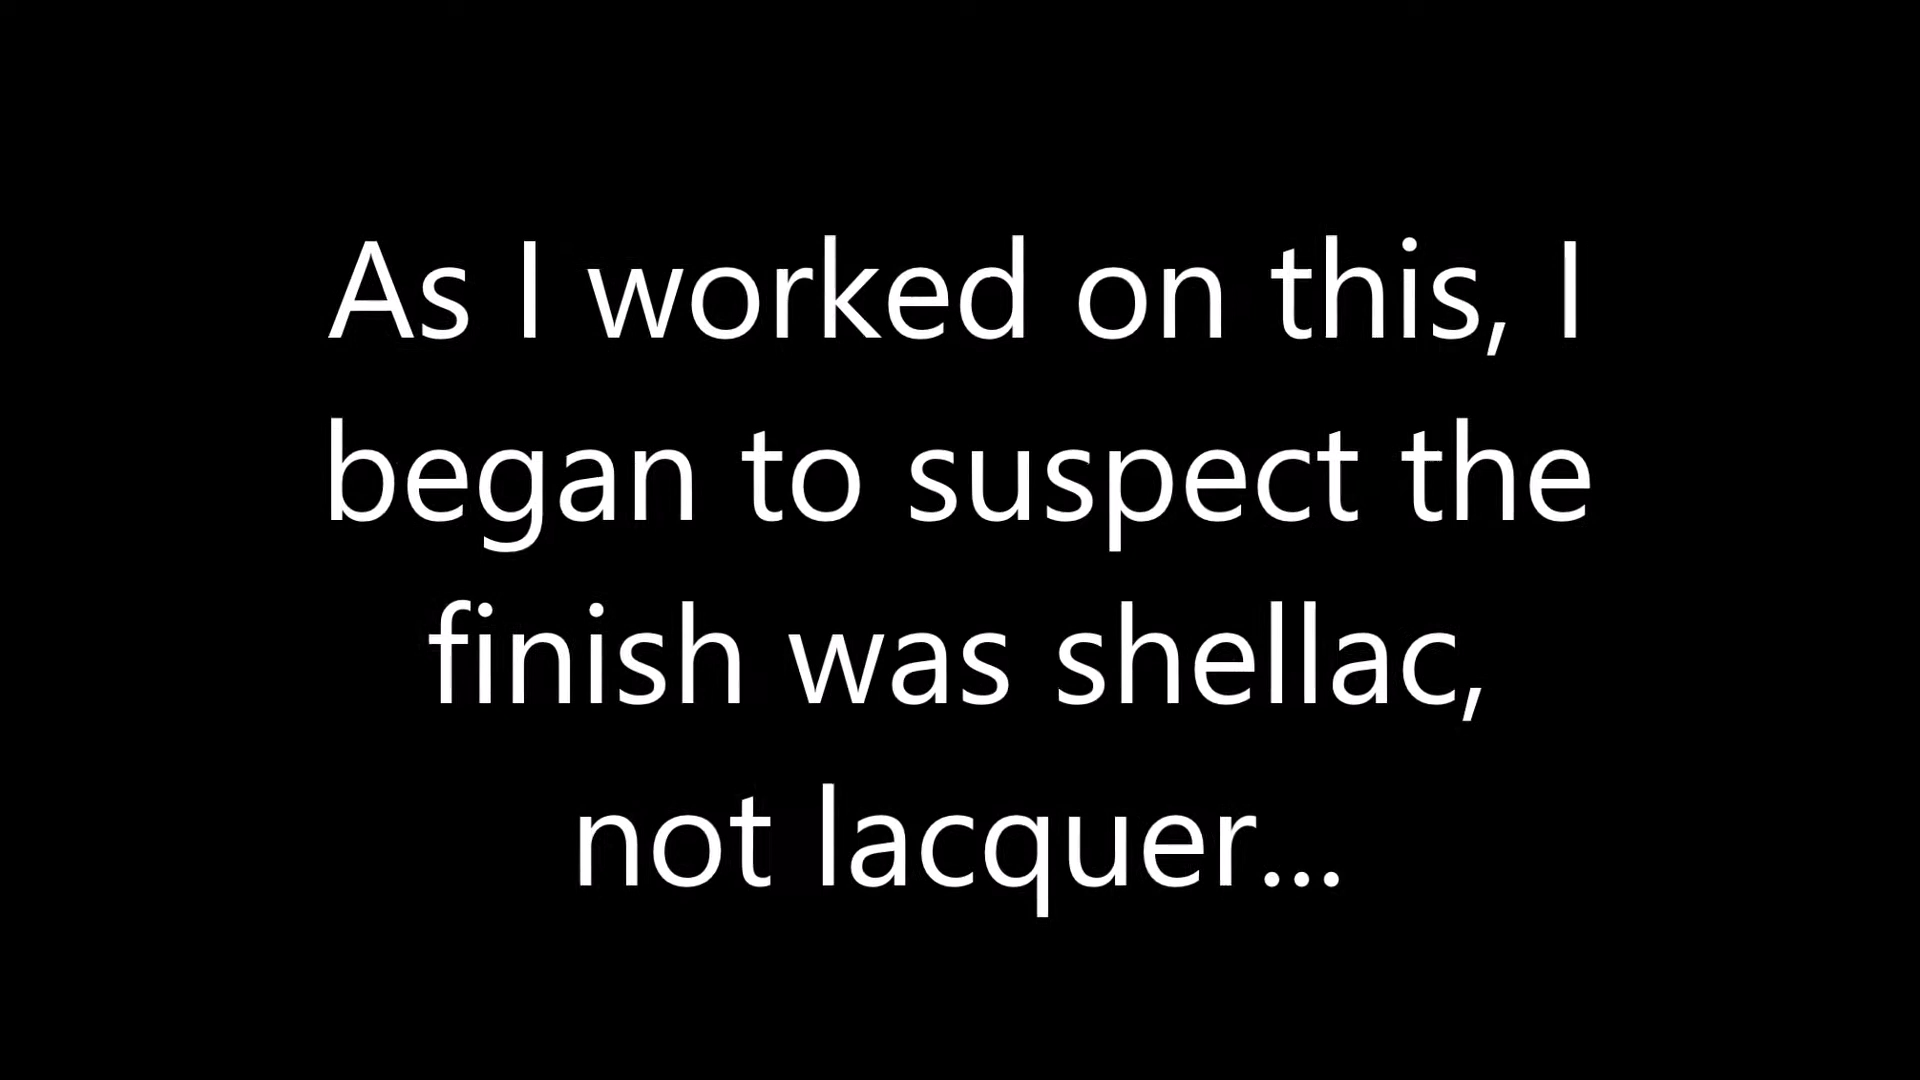 As I worked on this, I
began to suspect the
finish was shellac,
not lacquer...